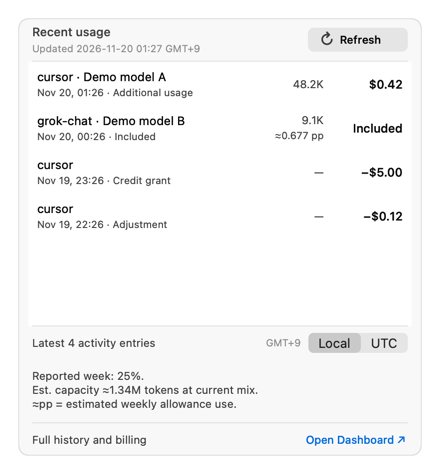 Recent usage
Updated 2026-11-20 01:27 GMT+9
Refresh
cursor · Demo model A
Nov 20, 01:26 · Additional usage
48.2K
$0.42
grok-chat · Demo model B
Nov 20, 00:26 · Included
9.1K
≈0.677 pp
Included
cursor
Nov 19, 23:26 · Credit grant
—
−$5.00
cursor
Nov 19, 22:26 · Adjustment
—
−$0.12
Latest 4 activity entries
GMT+9
Local
UTC
Reported week: 25%.
Est. capacity ≈1.34M tokens at current mix.
≈pp = estimated weekly allowance use.
Full history and billing
Open Dashboard ↗